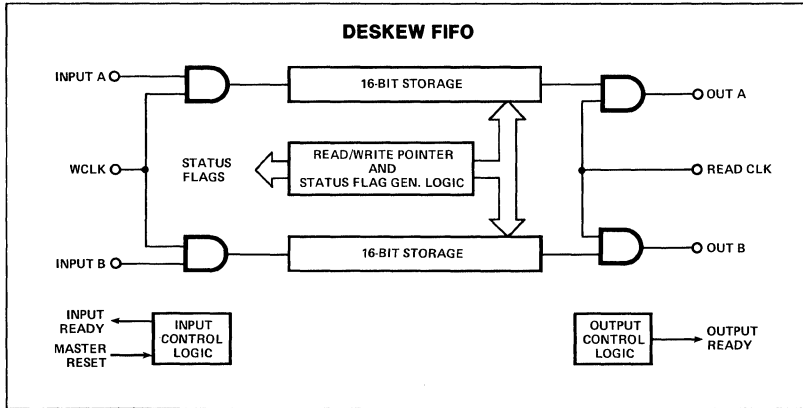 DESKEW FIFO
INPUT A
16-BIT STORAGE
OUT A
WCLK
STATUS
FLAGS
READ/WRITE POINTER
AND
STATUS FLAG GEN. LOGIC
READ CLK
INPUT B
16-BIT STORAGE
OUT B
INPUT
READY
MASTER
RESET
INPUT
CONTROL
LOGIC
OUTPUT
CONTROL
LOGIC
OUTPUT
READY